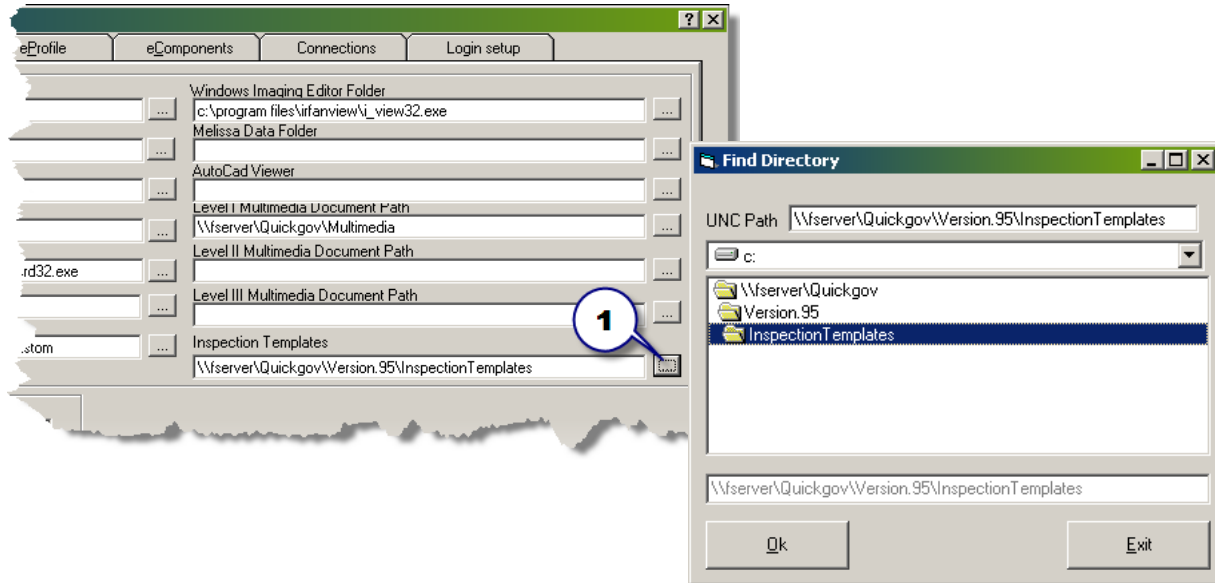 eProfile
eComponents
Connections
Login setup
Windows Imaging Editor Folder
... c:\program files\irfanview\i_view32.exe ...
Melissa Data Folder
... ...
AutoCad Viewer
... ...
Level I Multimedia Document Path
... \\fserver\Quickgov\Multimedia ...
Level II Multimedia Document Path
rd32.exe ... ...
Level III Multimedia Document Path
... ...
1
Inspection Templates
.stom ... \\fserver\Quickgov\Version.95\InspectionTemplates ...
Find Directory
UNC Path \\fserver\Quickgov\Version.95\InspectionTemplates
c:
\\fserver\Quickgov
Version.95
InspectionTemplates
\\fserver\Quickgov\Version.95\InspectionTemplates
Ok
Exit